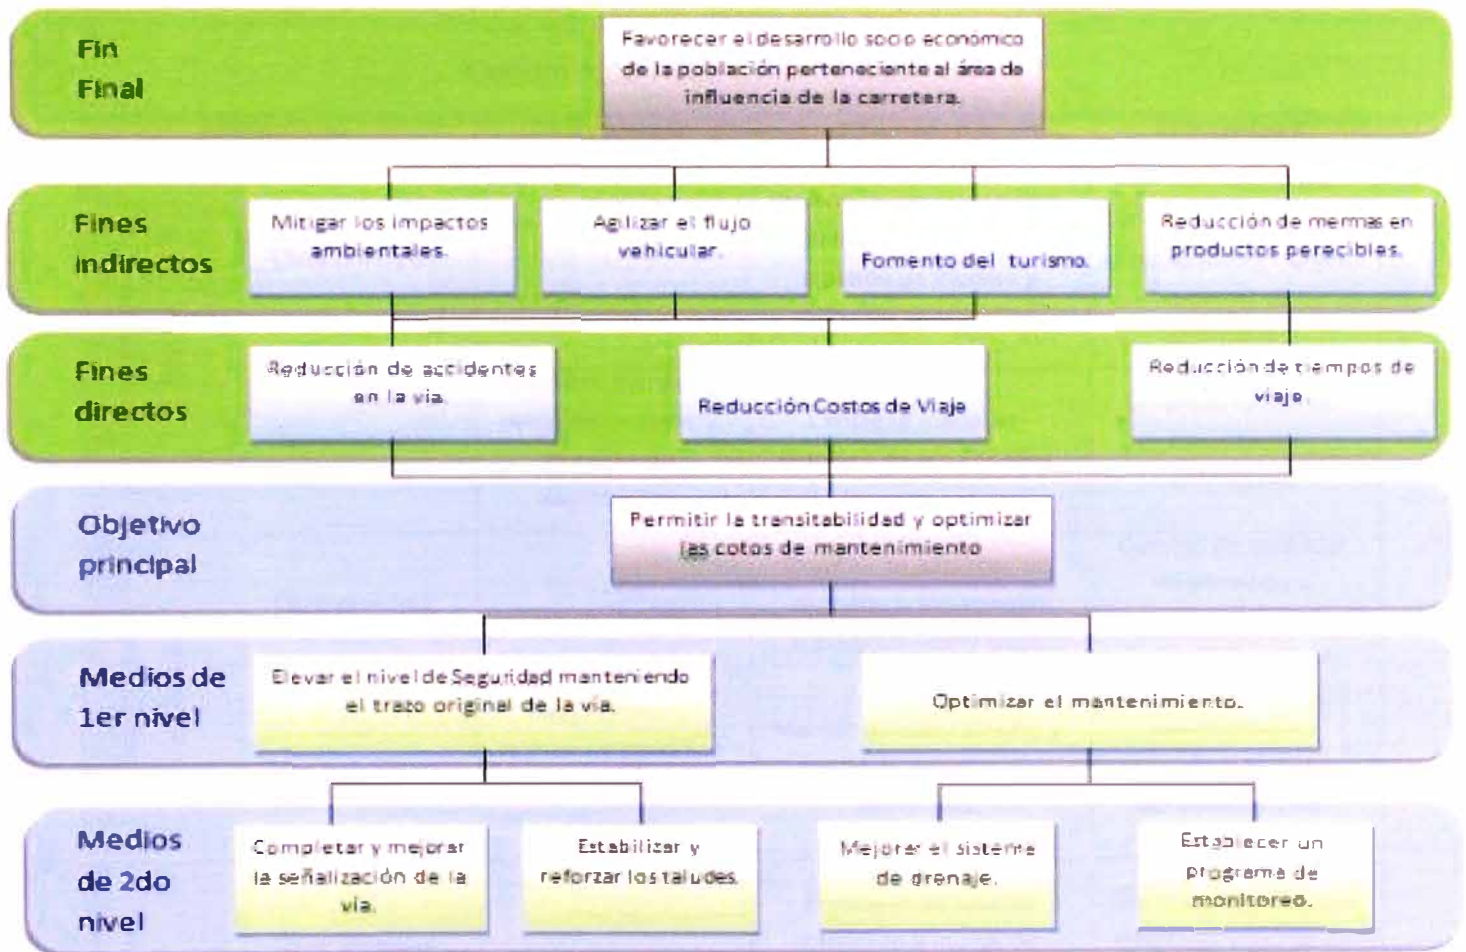 Fin
Final
Favorecer el desarrollo socio económico
de la población perteneciente al área de
influencia de la carretera.
Fines
indirectos
Mitigar los impactos
ambientales.
Agilizar el flujo
vehicular.
Fomento del turismo.
Reducción de mermas en
productos perecibles.
Fines
directos
Reducción de accidentes
en la vía.
Reducción Costos de Viaje
Reducción de tiempos de
viaje.
Objetivo
principal
Permitir la transitabilidad y optimizar
las cotos de mantenimiento
Medios de
1er nivel
Elevar el nivel de Seguridad manteniendo
el trazo original de la vía.
Optimizar el mantenimiento.
Medios
de 2do
nivel
Completar y mejorar
la señalización de la
vía.
Estabilizar y
reforzar los taludes.
Mejorar el sistema
de drenaje.
Establecer un
programa de
monitoreo.